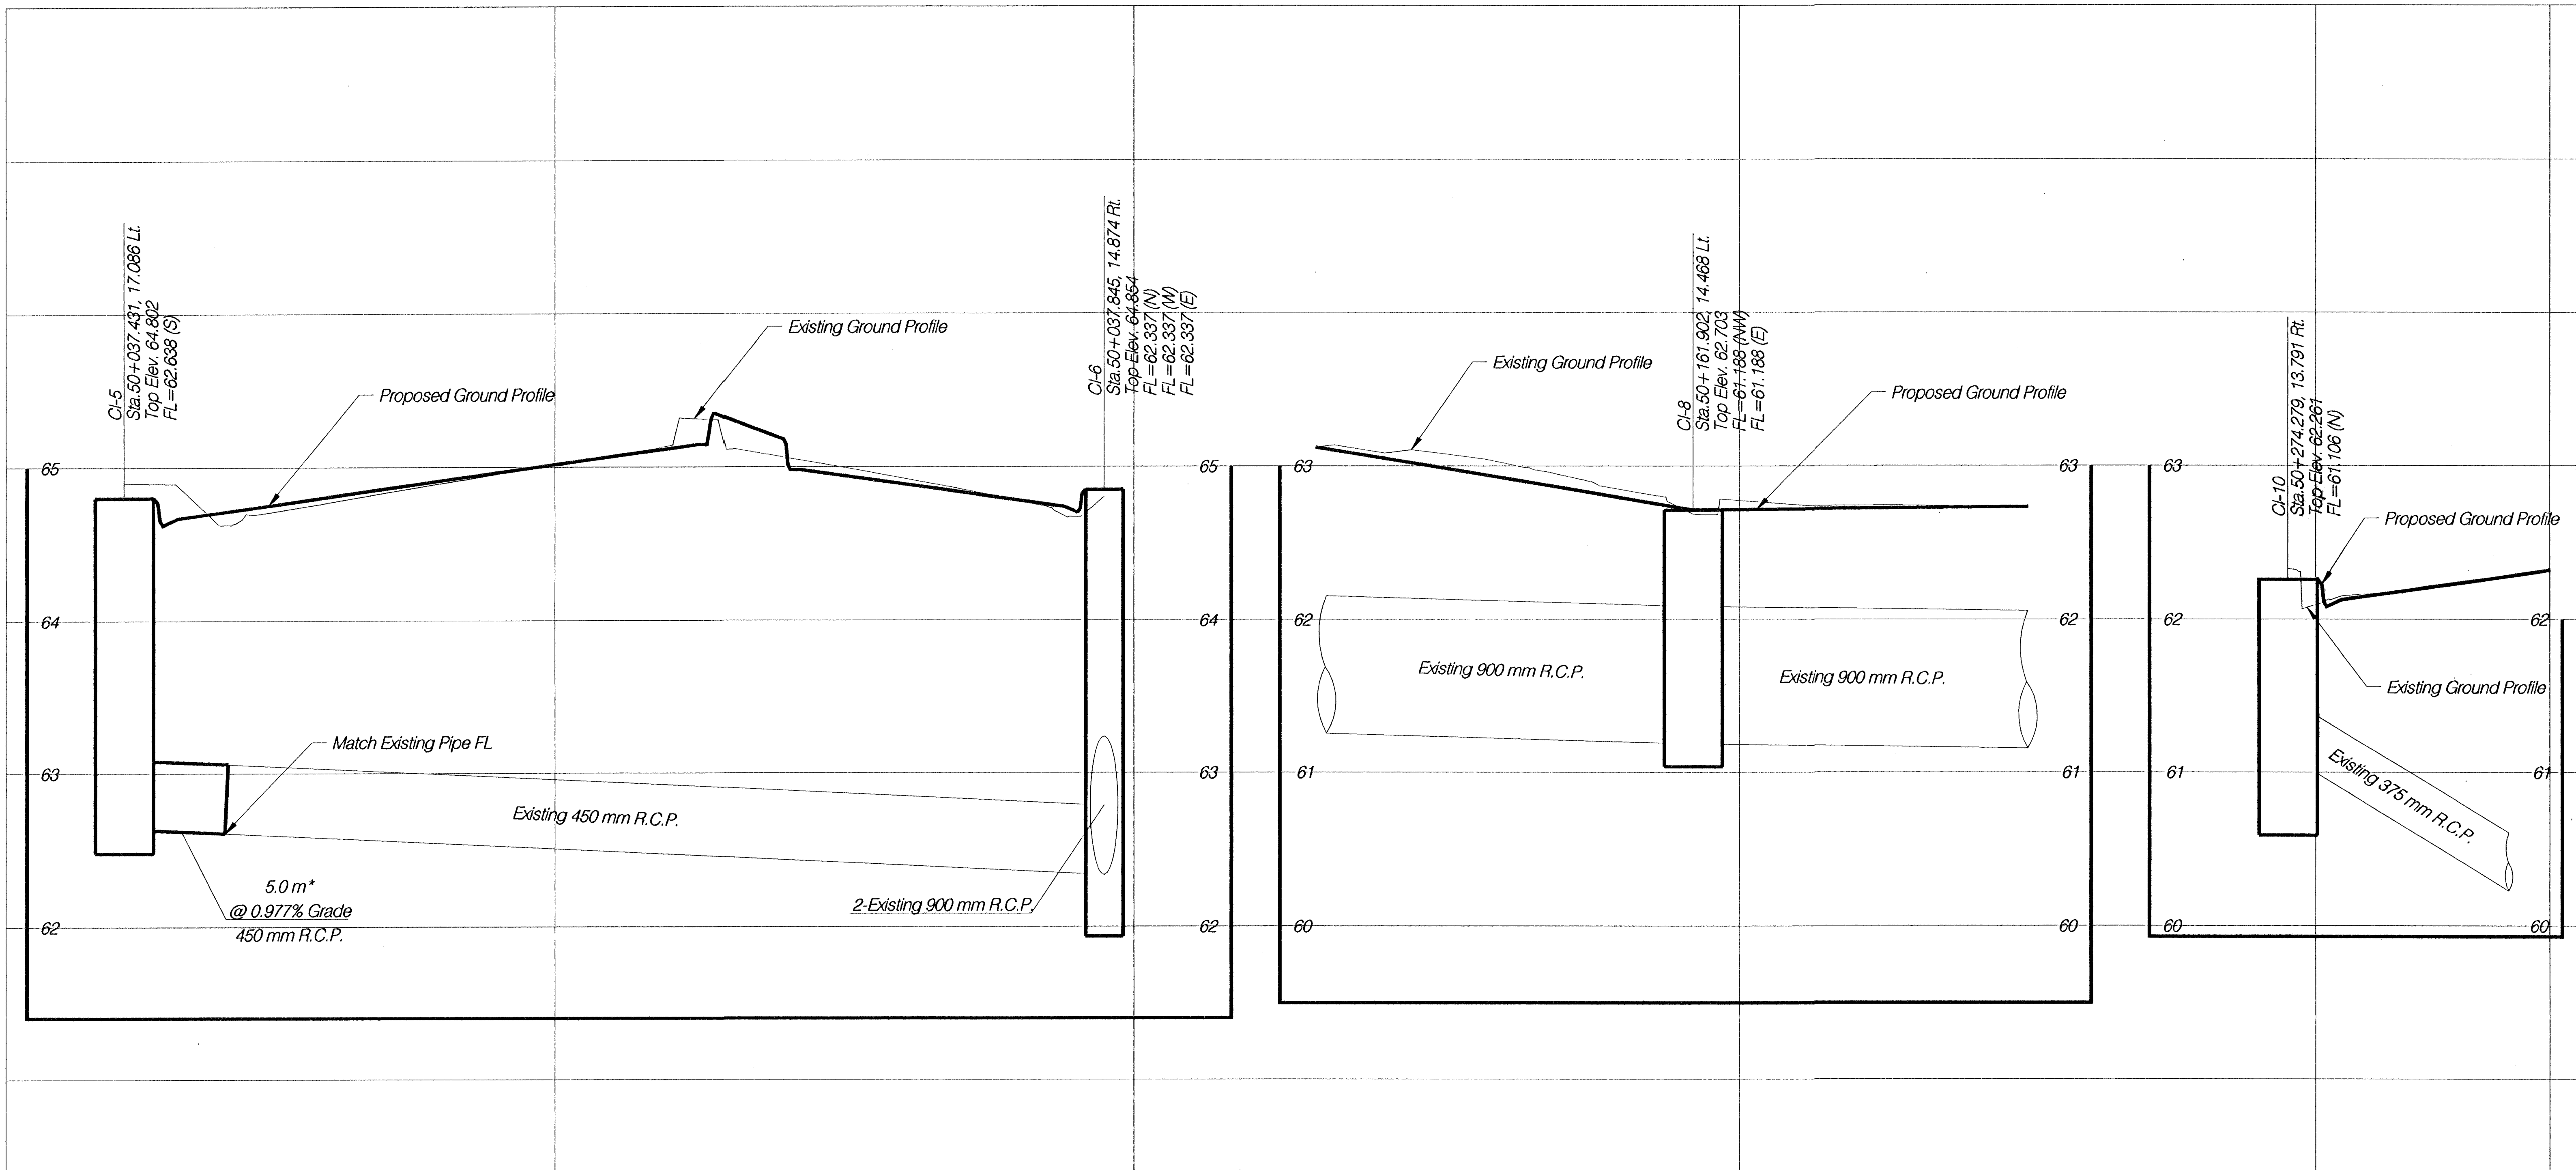 CI-5
Sta.50+037.431, 17.086 Lt.
Top Elev. 64.802
FL=62.638 (S)
Proposed Ground Profile
Existing Ground Profile
CI-6
Sta.50+037.845, 14.874 Rt.
Top Elev. 64.854
FL=62.337 (N)
FL=62.337 (W)
FL=62.337 (E)
65
65
64
64
63
63
62
62
Match Existing Pipe FL
Existing 450 mm R.C.P.
5.0 m*
@ 0.977% Grade
450 mm R.C.P.
2-Existing 900 mm R.C.P.
Existing Ground Profile
CI-8
Sta.50+161.902, 14.468 Lt.
Top Elev. 62.703
FL=61.188 (NW)
FL=61.188 (E)
Proposed Ground Profile
63
63
62
62
61
61
60
60
Existing 900 mm R.C.P.
Existing 900 mm R.C.P.
CI-10
Sta.50+274.279, 13.791 Rt.
Top Elev. 62.261
FL=61.106 (N)
Proposed Ground Profile
63
62
62
61
61
60
60
Existing Ground Profile
Existing 375 mm R.C.P.